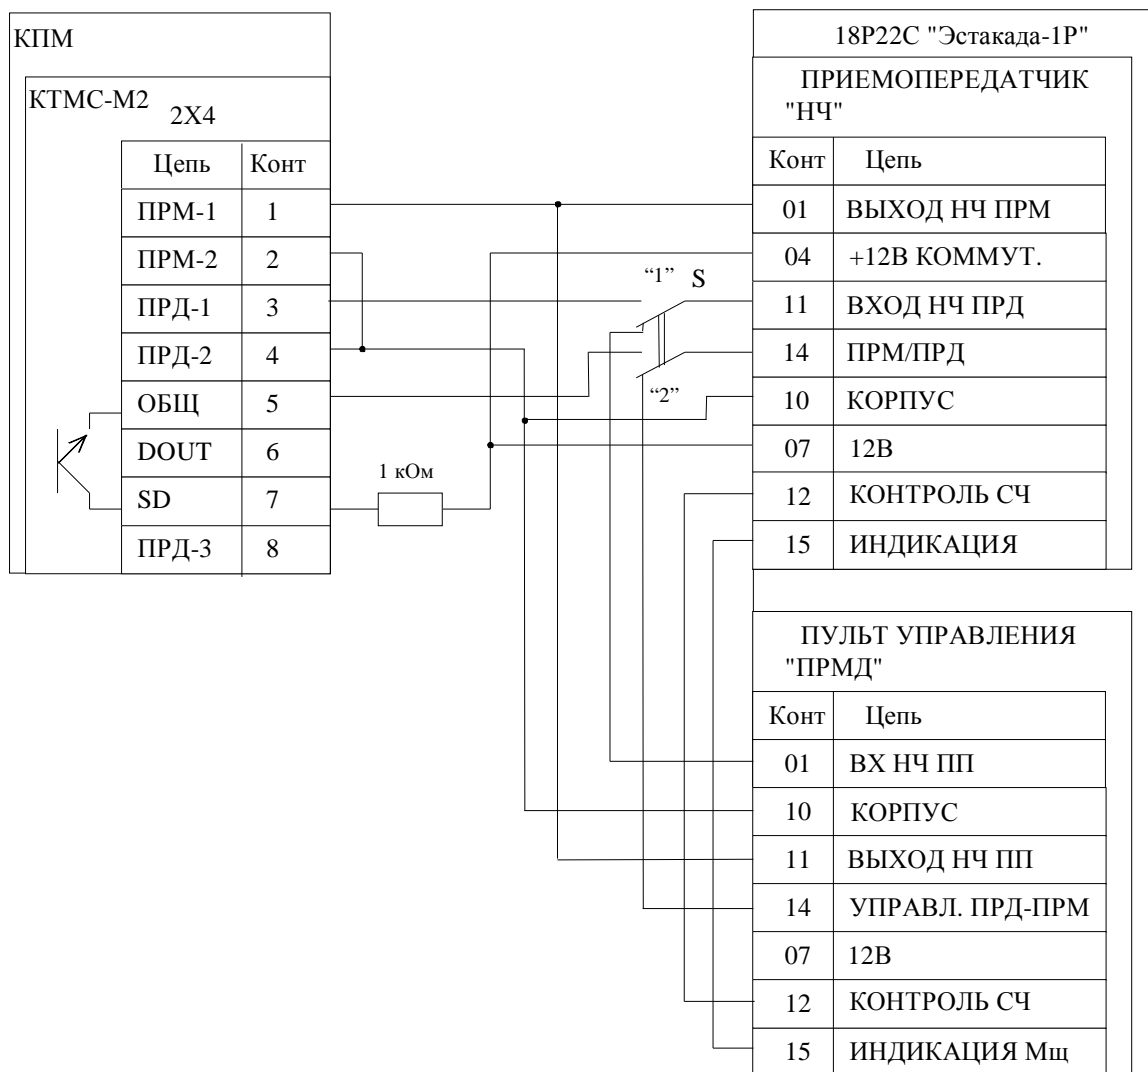 КПМ
КТМС-М2
2Х4
Цепь Конт
ПРМ-1 1
ПРМ-2 2
ПРД-1 3
ПРД-2 4
ОБЩ 5
DOUT 6
SD 7
ПРД-3 8
1 кОм
“1” S
“2”
18Р22С "Эстакада-1Р"
ПРИЕМОПЕРЕДАТЧИК
"НЧ"
Конт Цепь
01 ВЫХОД НЧ ПРМ
04 +12В КОММУТ.
11 ВХОД НЧ ПРД
14 ПРМ/ПРД
10 КОРПУС
07 12В
12 КОНТРОЛЬ СЧ
15 ИНДИКАЦИЯ
ПУЛЬТ УПРАВЛЕНИЯ
"ПРМД"
Конт Цепь
01 ВХ НЧ ПП
10 КОРПУС
11 ВЫХОД НЧ ПП
14 УПРАВЛ. ПРД-ПРМ
07 12В
12 КОНТРОЛЬ СЧ
15 ИНДИКАЦИЯ Мщ